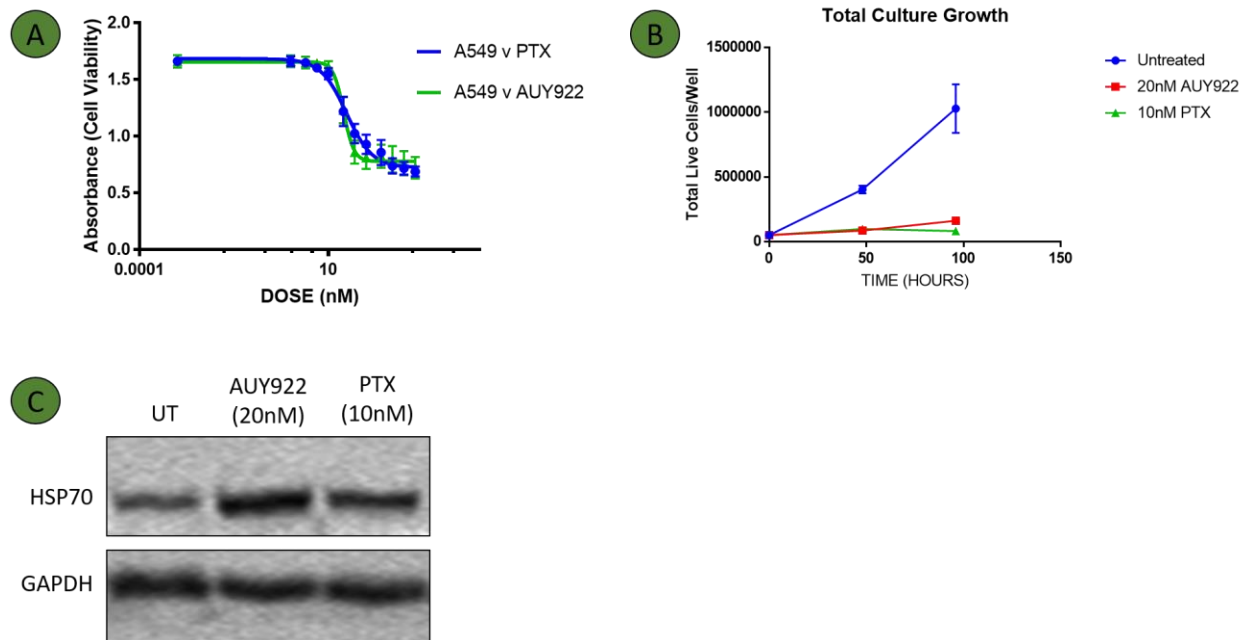 A
2.0
1.5
1.0
0.5
0.0
0.0001
10
Absorbance (Cell Viability)
DOSE (nM)
A549 v PTX
A549 v AUY922
B
Total Culture Growth
1500000
1000000
500000
0
0
50
100
150
Total Live Cells/Well
TIME (HOURS)
Untreated
20nM AUY922
10nM PTX
C
UT
AUY922
(20nM)
PTX
(10nM)
HSP70
GAPDH